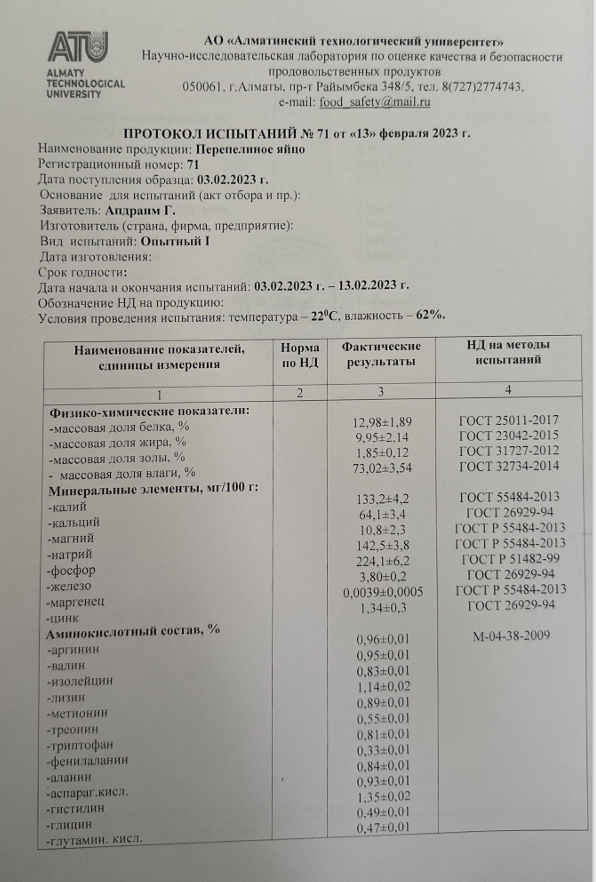 ATU
ALMATY
TECHNOLOGICAL
UNIVERSITY
АО «Алматинский технологический университет»
Научно-исследовательская лаборатория по оценке качества и безопасности
продовольственных продуктов
050061, г.Алматы, пр-т Райымбека 348/5, тел. 8(727)2774743,
e-mail: food_safety@mail.ru
ПРОТОКОЛ ИСПЫТАНИЙ № 71 от «13» февраля 2023 г.
Наименование продукции: Перепелиное яйцо
Регистрационный номер: 71
Дата поступления образца: 03.02.2023 г.
Основание для испытаний (акт отбора и пр.):
Заявитель: Апдраим Г.
Изготовитель (страна, фирма, предприятие):
Вид испытаний: Опытный I
Дата изготовления:
Срок годности:
Дата начала и окончания испытаний: 03.02.2023 г. – 13.02.2023 г.
Обозначение НД на продукцию:
Условия проведения испытания: температура – 22⁰С, влажность – 62%.
Наименование показателей, Норма Фактические НД на методы
единицы измерения по НД результаты испытаний
1 2 3 4
Физико-химические показатели:
-массовая доля белка, % 12,98±1,89 ГОСТ 25011-2017
-массовая доля жира, % 9,95±2,14 ГОСТ 23042-2015
-массовая доля золы, % 1,85±0,12 ГОСТ 31727-2012
- массовая доля влаги, % 73,02±3,54 ГОСТ 32734-2014
Минеральные элементы, мг/100 г:
-калий 133,2±4,2 ГОСТ 55484-2013
-кальций 64,1±3,4 ГОСТ 26929-94
-магний 10,8±2,3 ГОСТ Р 55484-2013
-натрий 142,5±3,8 ГОСТ Р 55484-2013
-фосфор 224,1±6,2 ГОСТ Р 51482-99
-железо 3,80±0,2 ГОСТ 26929-94
-маргенец 0,0039±0,0005 ГОСТ Р 55484-2013
-цинк 1,34±0,3 ГОСТ 26929-94
Аминокислотный состав, % М-04-38-2009
-аргинин 0,96±0,01
-валин 0,95±0,01
-изолейцин 0,83±0,01
-лизин 1,14±0,02
-метионин 0,89±0,01
-треонин 0,55±0,01
-триптофан 0,81±0,01
-фенилаланин 0,33±0,01
-аланин 0,84±0,01
-аспараг.кисл. 0,93±0,01
-гистидин 1,35±0,02
-глицин 0,49±0,01
-глутамин. кисл. 0,47±0,01